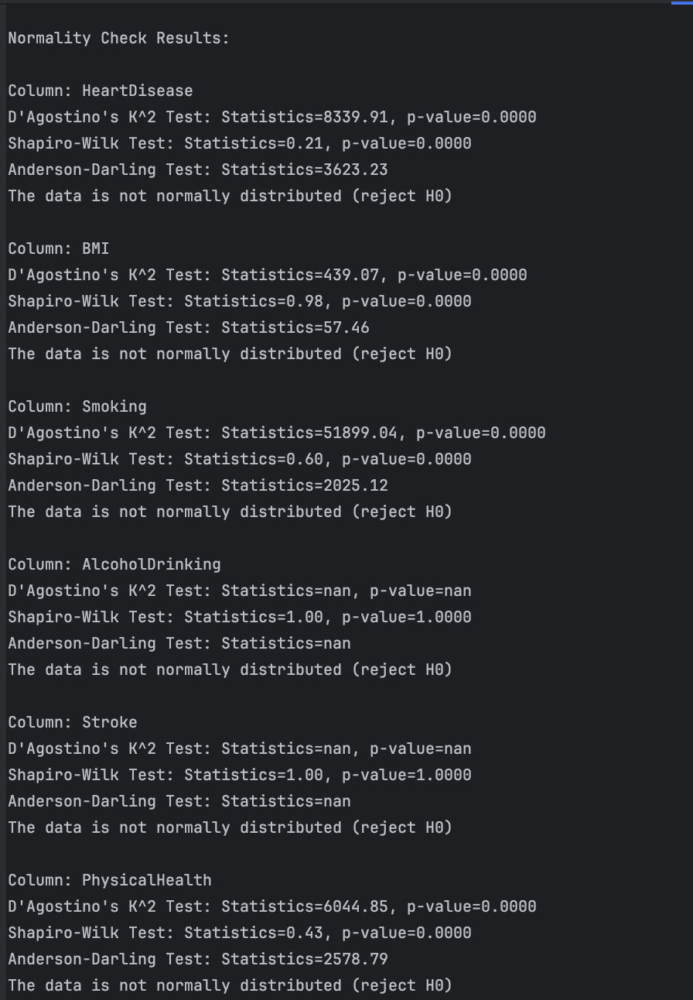 Normality Check Results:
Column: HeartDisease
D'Agostino's K^2 Test: Statistics=8339.91, p-value=0.0000
Shapiro-Wilk Test: Statistics=0.21, p-value=0.0000
Anderson-Darling Test: Statistics=3623.23
The data is not normally distributed (reject H0)
Column: BMI
D'Agostino's K^2 Test: Statistics=439.07, p-value=0.0000
Shapiro-Wilk Test: Statistics=0.98, p-value=0.0000
Anderson-Darling Test: Statistics=57.46
The data is not normally distributed (reject H0)
Column: Smoking
D'Agostino's K^2 Test: Statistics=51899.04, p-value=0.0000
Shapiro-Wilk Test: Statistics=0.60, p-value=0.0000
Anderson-Darling Test: Statistics=2025.12
The data is not normally distributed (reject H0)
Column: AlcoholDrinking
D'Agostino's K^2 Test: Statistics=nan, p-value=nan
Shapiro-Wilk Test: Statistics=1.00, p-value=1.0000
Anderson-Darling Test: Statistics=nan
The data is not normally distributed (reject H0)
Column: Stroke
D'Agostino's K^2 Test: Statistics=nan, p-value=nan
Shapiro-Wilk Test: Statistics=1.00, p-value=1.0000
Anderson-Darling Test: Statistics=nan
The data is not normally distributed (reject H0)
Column: PhysicalHealth
D'Agostino's K^2 Test: Statistics=6044.85, p-value=0.0000
Shapiro-Wilk Test: Statistics=0.43, p-value=0.0000
Anderson-Darling Test: Statistics=2578.79
The data is not normally distributed (reject H0)